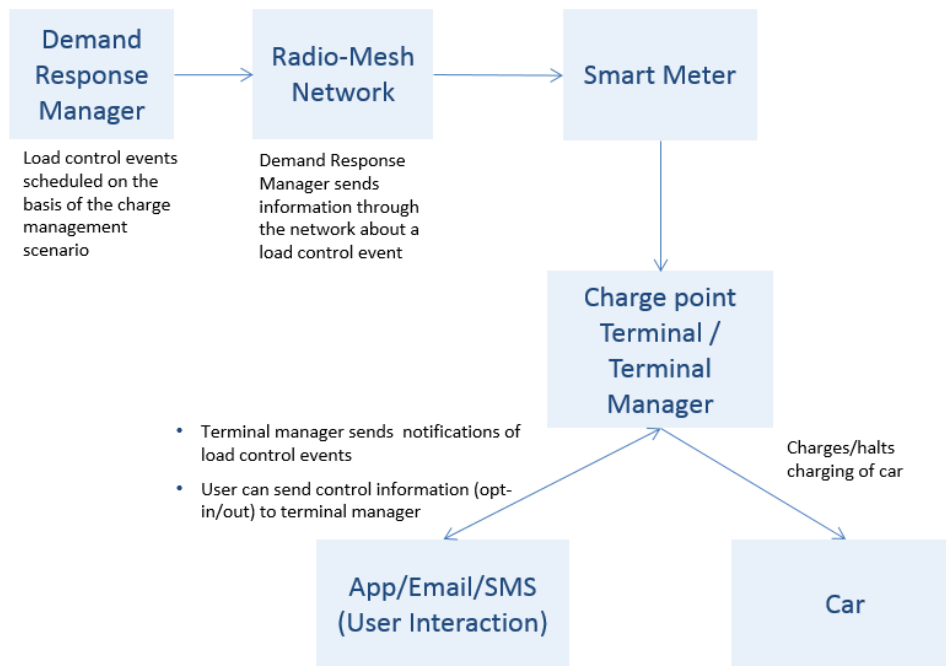 Demand
Response
Manager
Radio-Mesh
Network
Smart Meter
Load control events
scheduled on the
basis of the charge
management
scenario
Demand Response
Manager sends
information through
the network about a
load control event
Charge point
Terminal /
Terminal
Manager
• Terminal manager sends notifications of
load control events
• User can send control information (opt-
in/out) to terminal manager
Charges/halts
charging of car
App/Email/SMS
(User Interaction)
Car